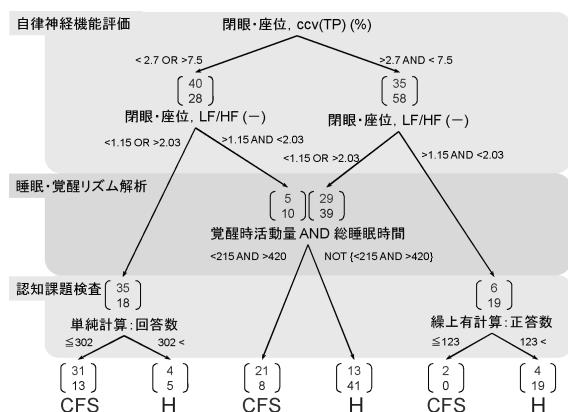 自律神経機能評価
閉眼・座位, ccv(TP) (%)
< 2.7 OR >7.5
>2.7 AND < 7.5
40
28
35
58
閉眼・座位, LF/HF (－)
閉眼・座位, LF/HF (－)
<1.15 OR >2.03
>1.15 AND <2.03
<1.15 OR >2.03
>1.15 AND <2.03
睡眠・覚醒リズム解析
5
10
29
39
覚醒時活動量 AND 総睡眠時間
<215 AND >420
NOT {<215 AND >420}
認知課題検査
35
18
6
19
単純計算：回答数
繰上有計算：正答数
≦302
302 <
≦123
123 <
31
13
4
5
21
8
13
41
2
0
4
19
CFS
H
CFS
H
CFS
H